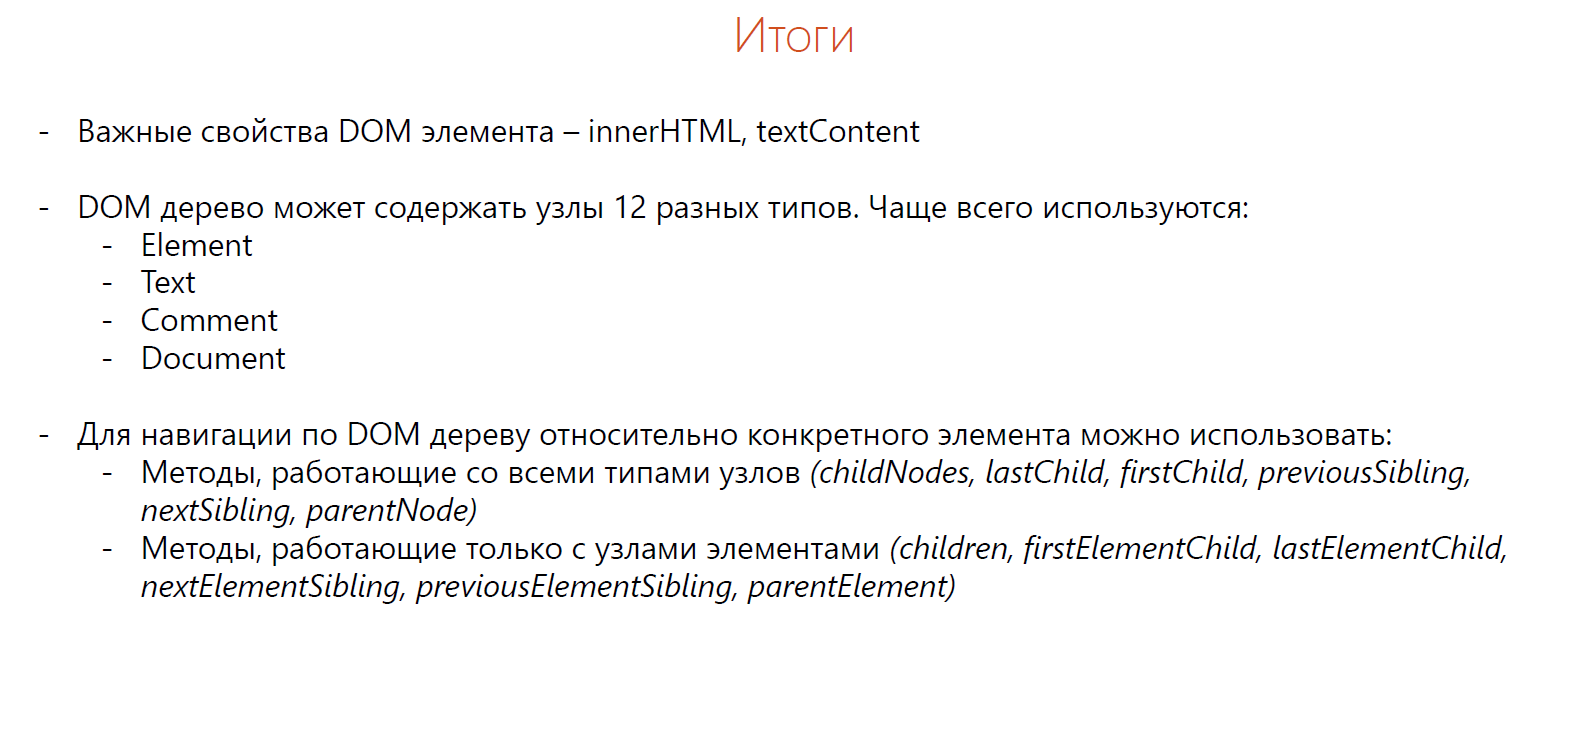 Итоги
- Важные свойства DOM элемента – innerHTML, textContent
- DOM дерево может содержать узлы 12 разных типов. Чаще всего используются:
- Element
- Text
- Comment
- Document
- Для навигации по DOM дереву относительно конкретного элемента можно использовать:
- Методы, работающие со всеми типами узлов (childNodes, lastChild, firstChild, previousSibling,
nextSibling, parentNode)
- Методы, работающие только с узлами элементами (children, firstElementChild, lastElementChild,
nextElementSibling, previousElementSibling, parentElement)